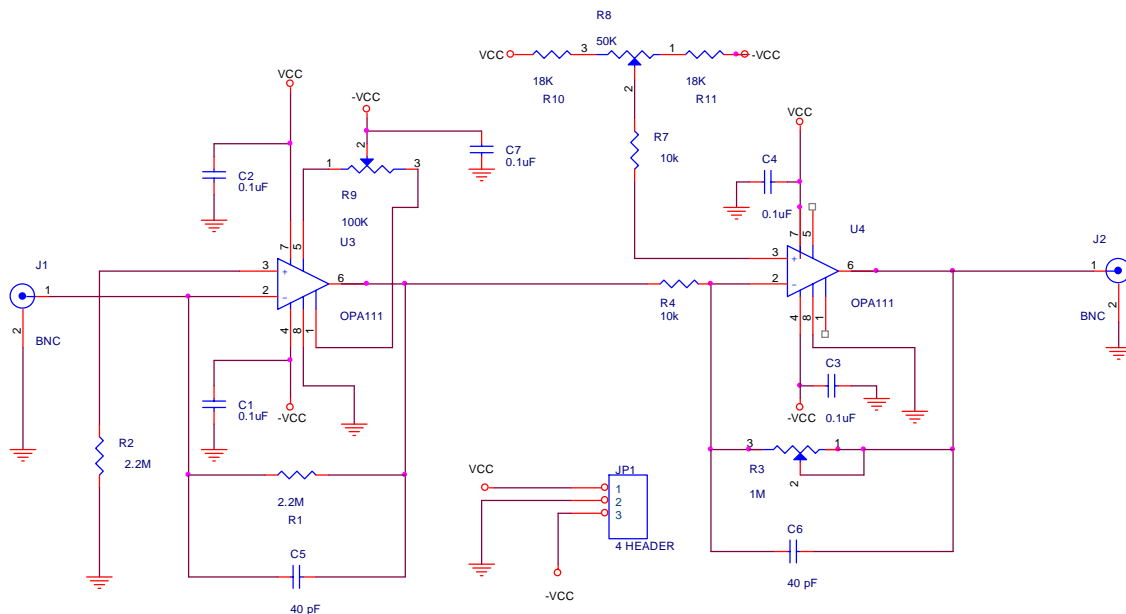 R8
50K
VCC
3
1
-VCC
18K
R10
18K
R11
2
VCC
-VCC
VCC
R7
10k
2
1
3
C7
0.1uF
C2
0.1uF
R9
100K
C4
0.1uF
U3
7
5
7
5
U4
J1
1
2
BNC
3
+
2
-
6
OPA111
4
8
1
R4
10k
3
+
2
-
6
OPA111
4
8
1
J2
1
2
BNC
C1
0.1uF
-VCC
-VCC
C3
0.1uF
R2
2.2M
2.2M
R1
C5
40 pF
VCC
JP1
1
2
3
4 HEADER
-VCC
3
1
R3
2
1M
C6
40 pF